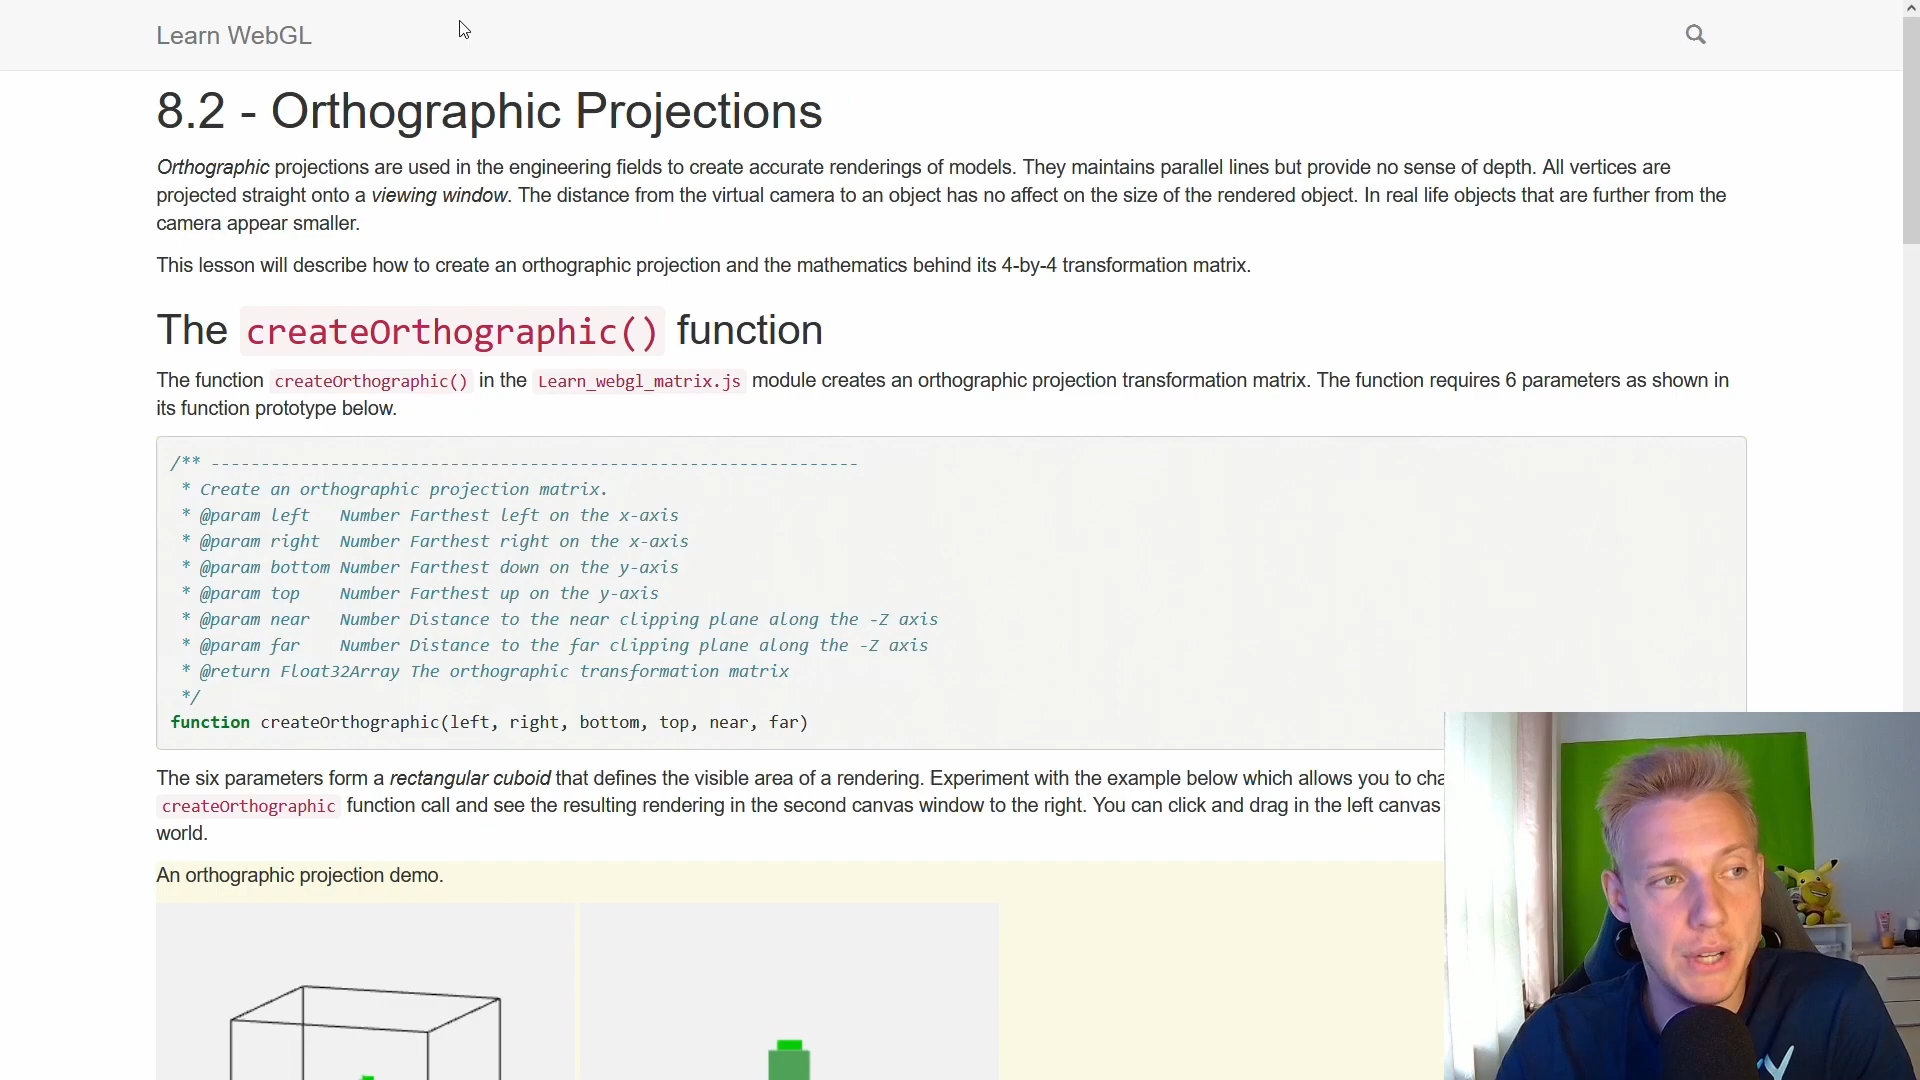 Learn WebGL
8.2 - Orthographic Projections
Orthographic projections are used in the engineering fields to create accurate renderings of models. They maintains parallel lines but provide no sense of depth. All vertices are
projected straight onto a viewing window. The distance from the virtual camera to an object has no affect on the size of the rendered object. In real life objects that are further from the
camera appear smaller.
This lesson will describe how to create an orthographic projection and the mathematics behind its 4-by-4 transformation matrix.
The createOrthographic() function
The function createOrthographic() in the Learn_webgl_matrix.js module creates an orthographic projection transformation matrix. The function requires 6 parameters as shown in
its function prototype below.
/** -----------------------------------------------------------------
* Create an orthographic projection matrix.
* @param left Number Farthest left on the x-axis
* @param right Number Farthest right on the x-axis
* @param bottom Number Farthest down on the y-axis
* @param top Number Farthest up on the y-axis
* @param near Number Distance to the near clipping plane along the -Z axis
* @param far Number Distance to the far clipping plane along the -Z axis
* @return Float32Array The orthographic transformation matrix
*/
function createOrthographic(left, right, bottom, top, near, far)
The six parameters form a rectangular cuboid that defines the visible area of a rendering. Experiment with the example below which allows you to cha
createOrthographic function call and see the resulting rendering in the second canvas window to the right. You can click and drag in the left canvas
world.
An orthographic projection demo.